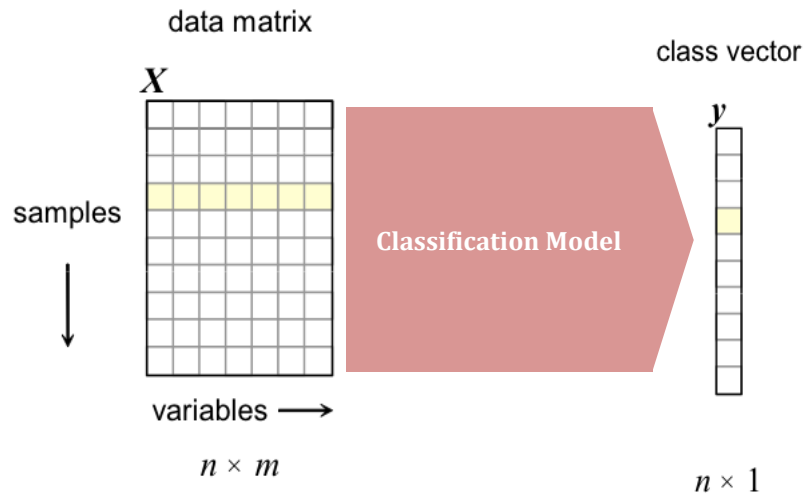 data matrix
X
samples
variables
n × m
Classification Model
class vector
y
n × 1